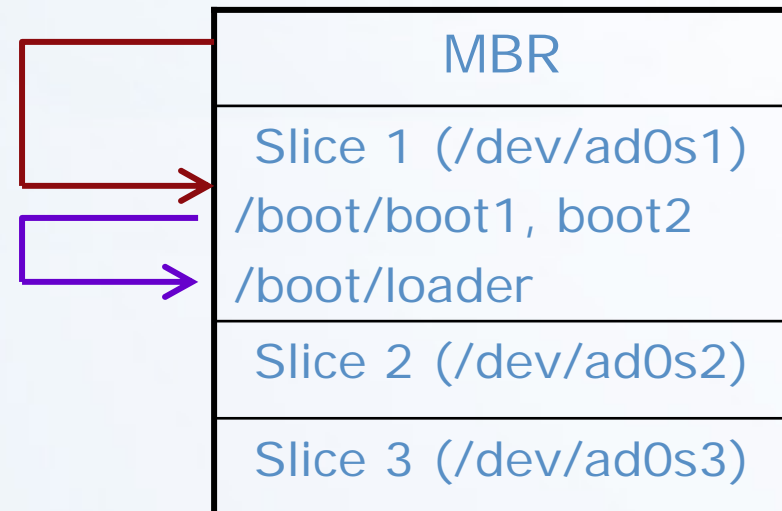 MBR
Slice 1 (/dev/ad0s1)
/boot/boot1, boot2
/boot/loader
Slice 2 (/dev/ad0s2)
Slice 3 (/dev/ad0s3)